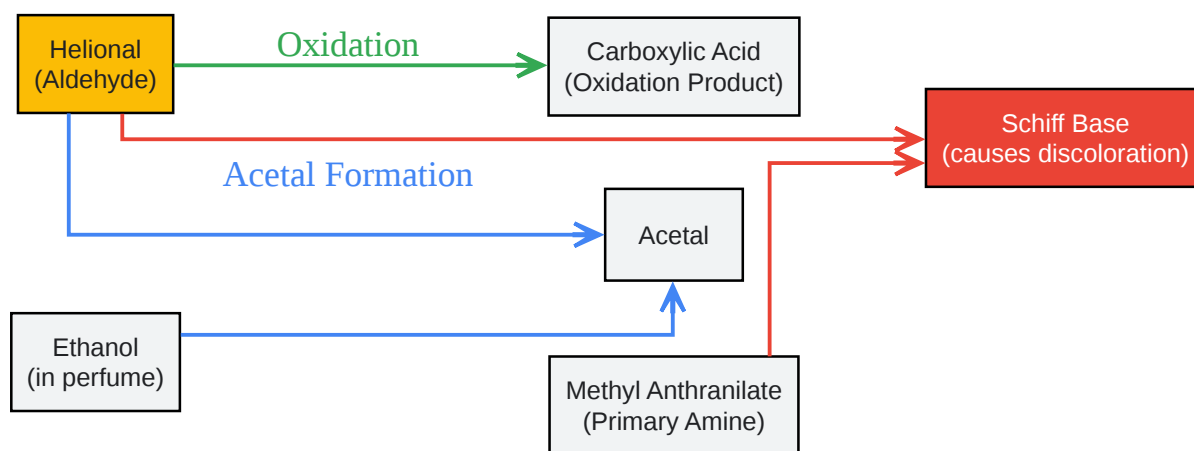 Helional
(Aldehyde)
Oxidation
Carboxylic Acid
(Oxidation Product)
Schiff Base
(causes discoloration)
Acetal Formation
Acetal
Ethanol
(in perfume)
Methyl Anthranilate
(Primary Amine)